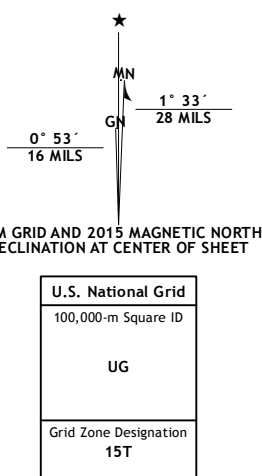 ★
MN
1° 33´
GN
28 MILS
0° 53´
16 MILS
M GRID AND 2015 MAGNETIC NORTH
ECLINATION AT CENTER OF SHEET
U.S. National Grid
100,000-m Square ID
UG
Grid Zone Designation
15T